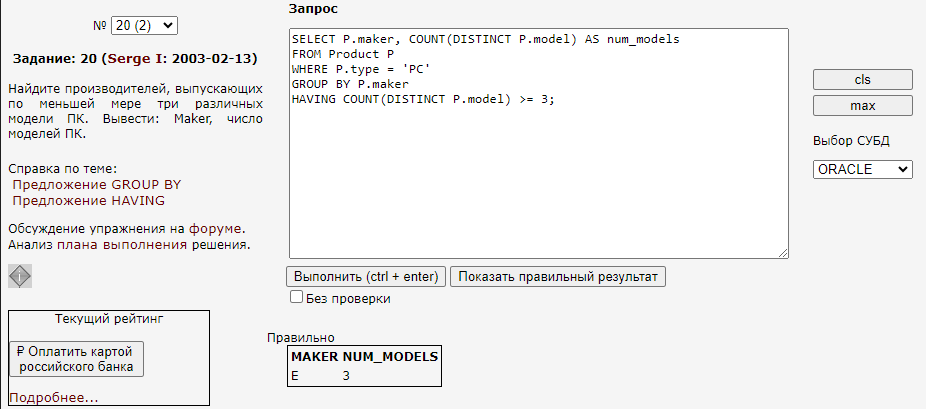 № 20 (2)
Задание: 20 (Serge I: 2003-02-13)
Найдите производителей, выпускающих
по меньшей мере три различных
модели ПК. Вывести: Maker, число
моделей ПК.
Справка по теме:
Предложение GROUP BY
Предложение HAVING
Обсуждение упражнения на форуме.
Анализ плана выполнения решения.
Текущий рейтинг
₽ Оплатить картой
российского банка
Подробнее...
Запрос
SELECT P.maker, COUNT(DISTINCT P.model) AS num_models
FROM Product P
WHERE P.type = 'PC'
GROUP BY P.maker
HAVING COUNT(DISTINCT P.model) >= 3;
Выполнить (ctrl + enter) Показать правильный результат
Без проверки
Правильно
MAKER NUM_MODELS
E 3
cls
max
Выбор СУБД
ORACLE